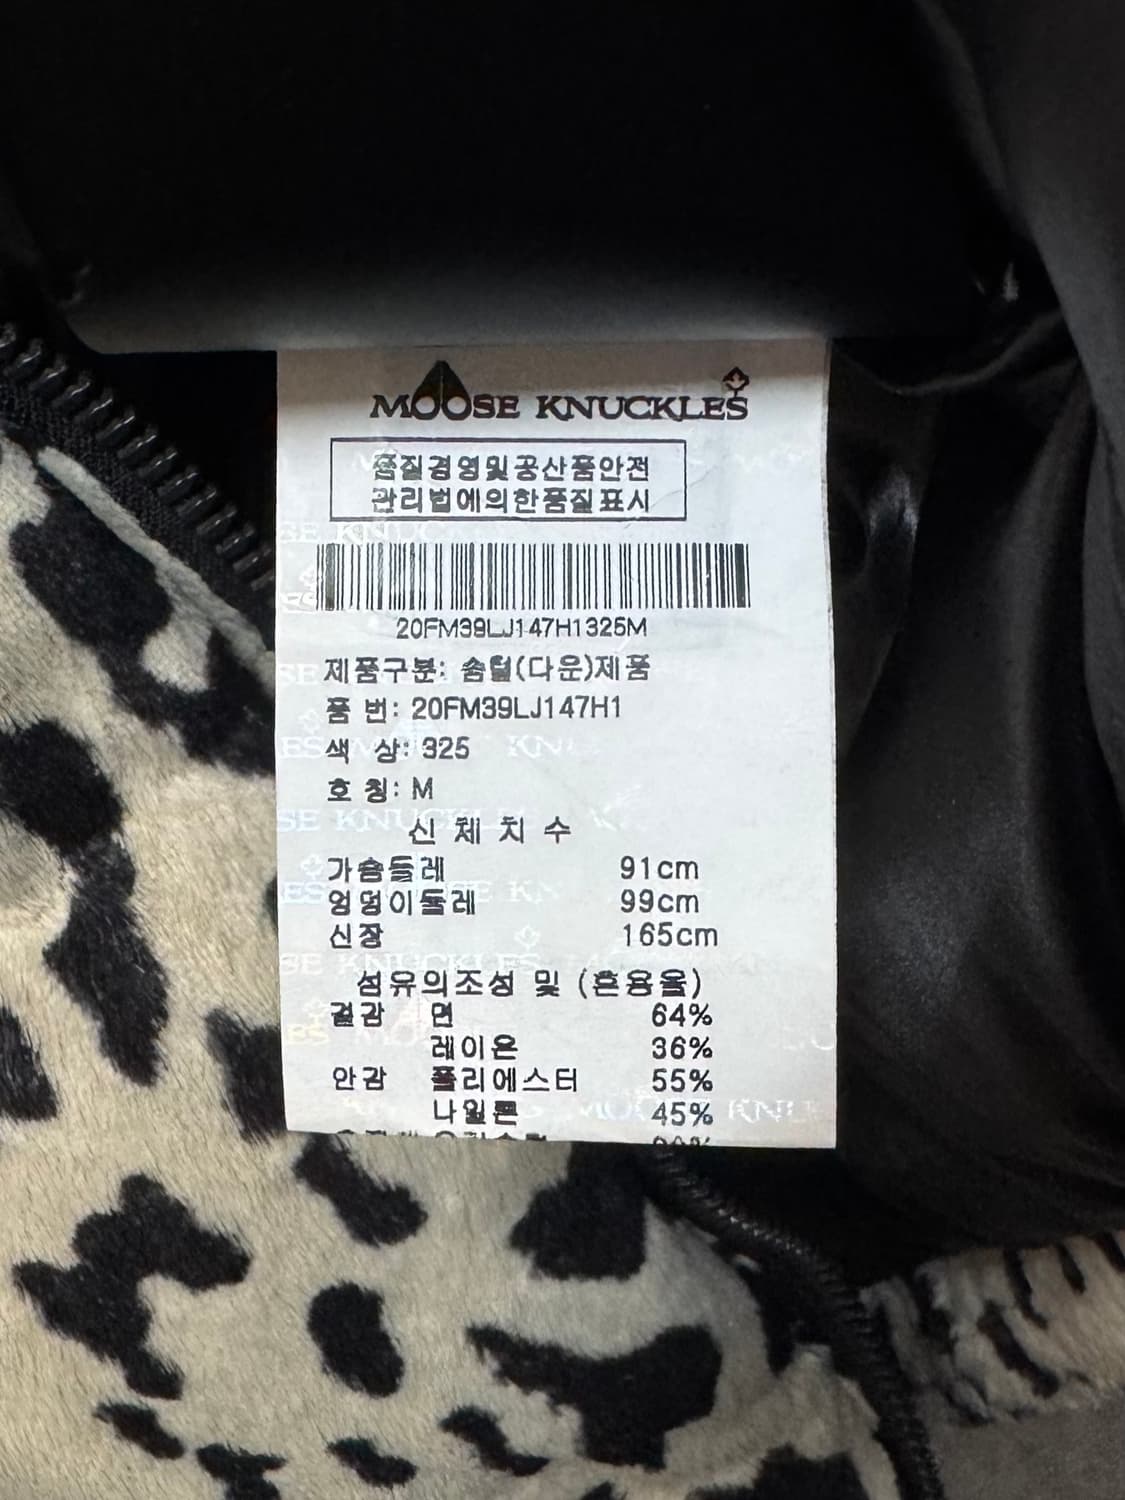 MOOSE KNUCKLES
품질경영및공산품안전
관리법에의한품질표시
20FM39LJ147H1325M
제품구분: 솜털(다운)제품
품 번: 20FM39LJ147H1
색 상: 325
호 칭: M
신 체 치 수
가슴들레 91cm
엉덩이둘레 99cm
신장 165cm
섬유의조성 및 (혼용율)
겉감 면 64%
레이온 36%
안감 폴리에스터 55%
나일론 45%